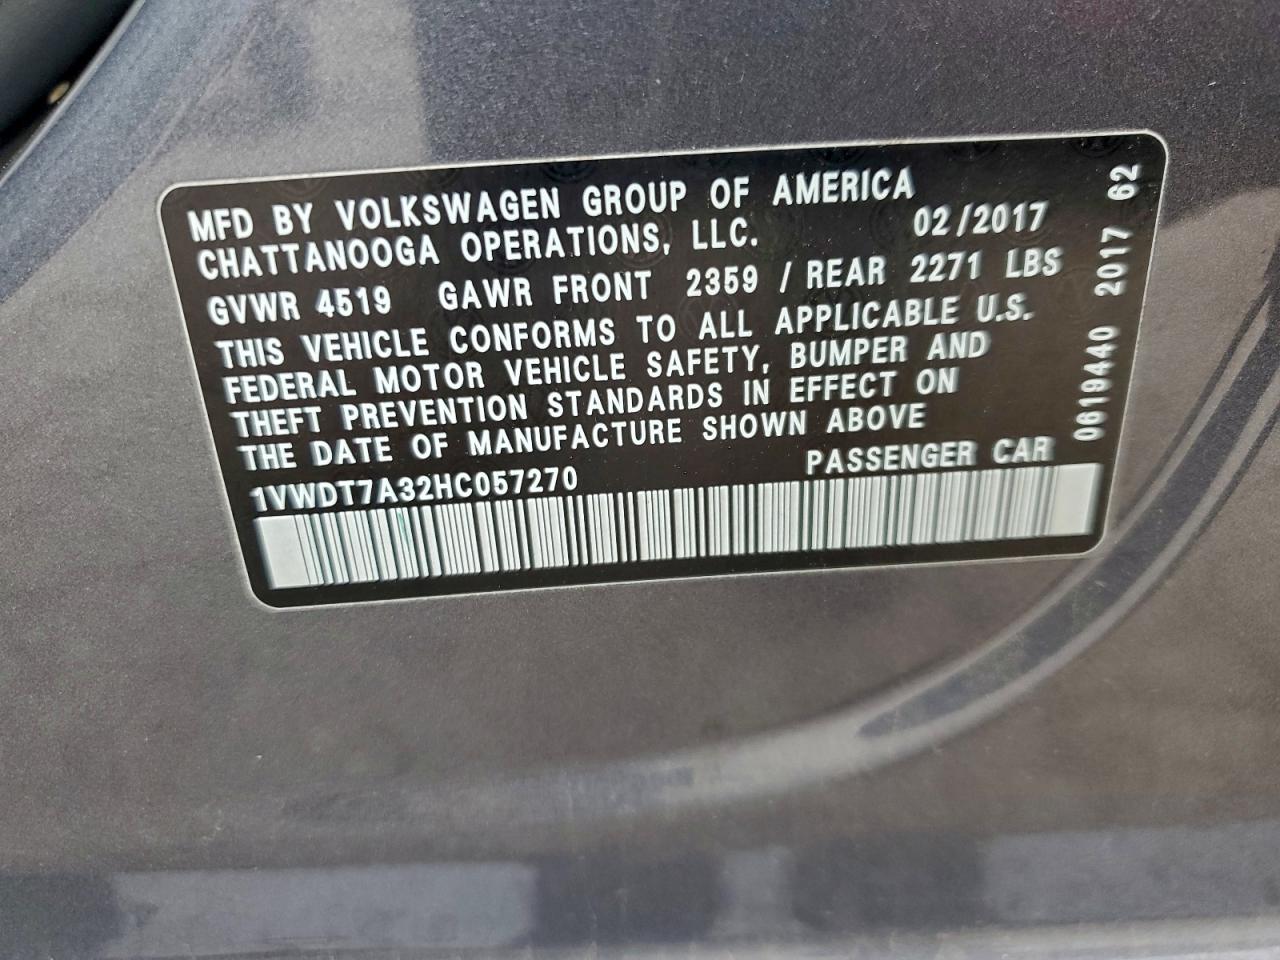 MFD BY VOLKSWAGEN GROUP OF AMERICA
CHATTANOOGA OPERATIONS, LLC. 02/2017
GVWR 4519 GAWR FRONT 2359 / REAR 2271 LBS
THIS VEHICLE CONFORMS TO ALL APPLICABLE U.S.
FEDERAL MOTOR VEHICLE SAFETY, BUMPER AND
THEFT PREVENTION STANDARDS IN EFFECT ON
THE DATE OF MANUFACTURE SHOWN ABOVE
1VWDT7A32HC057270 PASSENGER CAR
0619440 2017 62